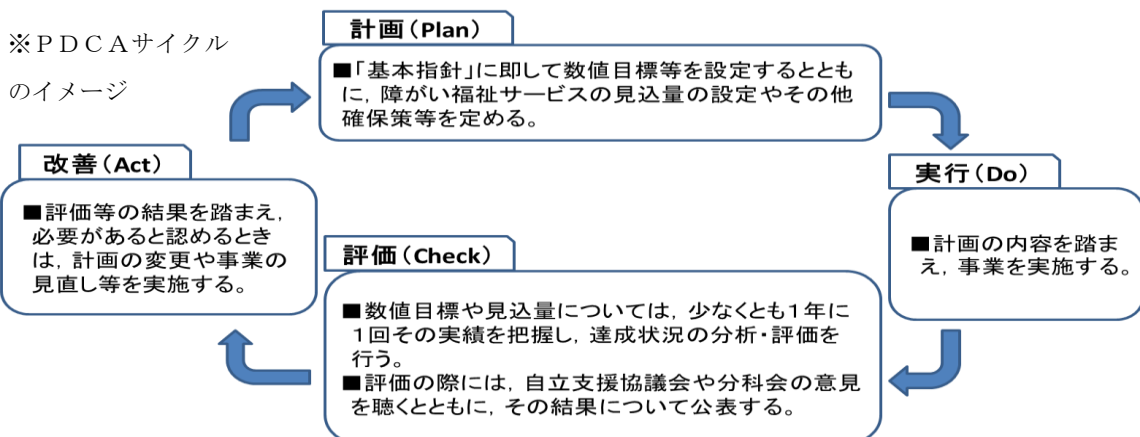 ※ＰＤＣＡサイクル
のイメージ
計画（Plan）
■「基本指針」に即して数値目標等を設定するととも
に，障がい福祉サービスの見込量の設定やその他
確保策等を定める。
実行（Do）
■計画の内容を踏ま
え，事業を実施する。
評価（Check）
■数値目標や見込量については，少なくとも１年に
１回その実績を把握し，達成状況の分析・評価を
行う。
■評価の際には，自立支援協議会や分科会の意見
を聴くとともに，その結果について公表する。
改善（Act）
■評価等の結果を踏まえ，
必要があると認めるとき
は，計画の変更や事業の
見直し等を実施する。